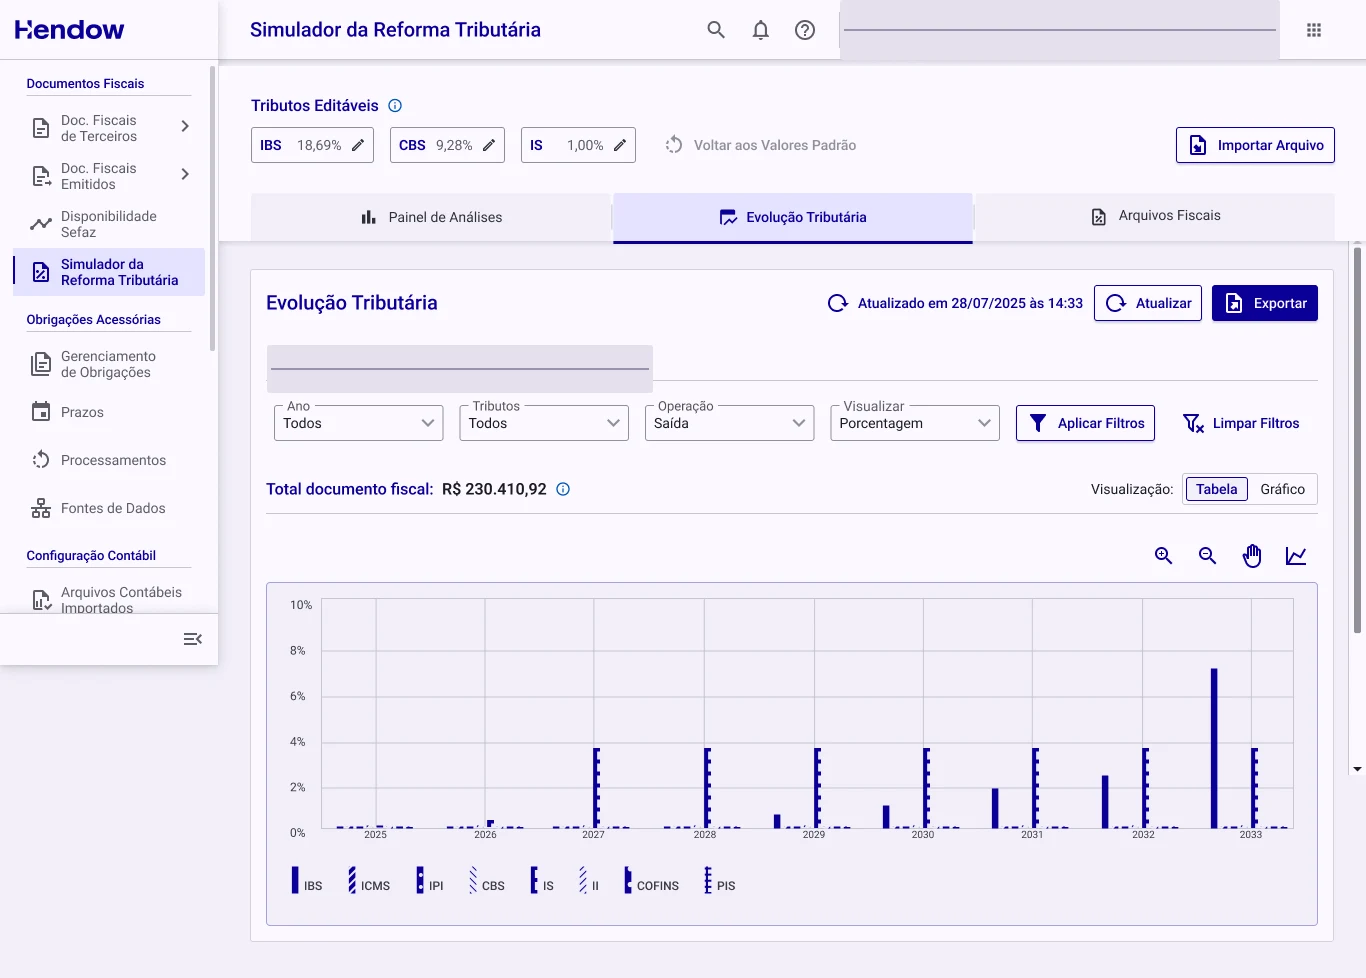 Hendow
Simulador da Reforma Tributária
Documentos Fiscais
Doc. Fiscais
de Terceiros
Doc. Fiscais
Emitidos
Disponibilidade
Sefaz
Simulador da
Reforma Tributária
Obrigações Acessórias
Gerenciamento
de Obrigações
Prazos
Processamentos
Fontes de Dados
Configuração Contábil
Arquivos Contábeis
Importados
Tributos Editáveis
IBS 18,69%
CBS 9,28%
IS 1,00%
Voltar aos Valores Padrão
Importar Arquivo
Painel de Análises
Evolução Tributária
Arquivos Fiscais
Evolução Tributária
Atualizado em 28/07/2025 às 14:33
Atualizar
Exportar
Ano
Todos
Tributos
Todos
Operação
Saída
Visualizar
Porcentagem
Aplicar Filtros
Limpar Filtros
Total documento fiscal: R$ 230.410,92
Visualização: Tabela Gráfico
10%
8%
6%
4%
2%
0%
2025 2026 2027 2028 2029 2030 2031 2032 2033
IBS ICMS IPI CBS IS II COFINS PIS